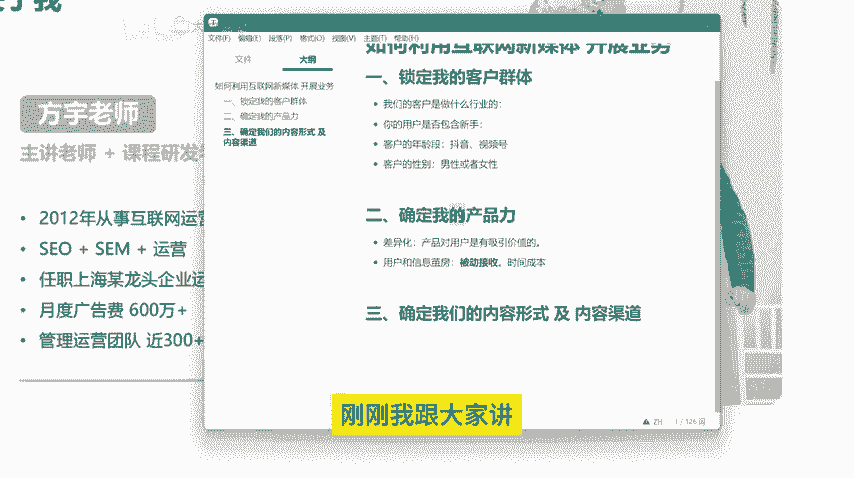 方宇老师
主讲老师 + 课程研发
• 2012年从事互联网运营
• SEO + SEM + 运营
• 任职上海某龙头企业运
• 月度广告费 600万+
• 管理运营团队 近300+
文件(F) 编辑(E) 段落(P) 格式(O) 视图(V) 主题(T) 帮助(H)
文件 大纲
如何利用互联网新媒体 开展业务
一、锁定我的客户群体
二、确定我的产品力
三、确定我们的内容形式 及
内容渠道
如何利用互联网新媒体 开展业务
一、锁定我的客户群体
• 我们的客户是做什么行业的：
• 你的用户是否包含新手：
• 客户的年龄段：抖音、视频号
• 客户的性别：男性或者女性
二、确定我的产品力
• 差异化：产品对用户是有吸引价值的。
• 用户和信息茧房：被动接收。时间成本
三、确定我们的内容形式 及 内容渠道
ZH 1 / 126 词
刚刚我跟大家讲